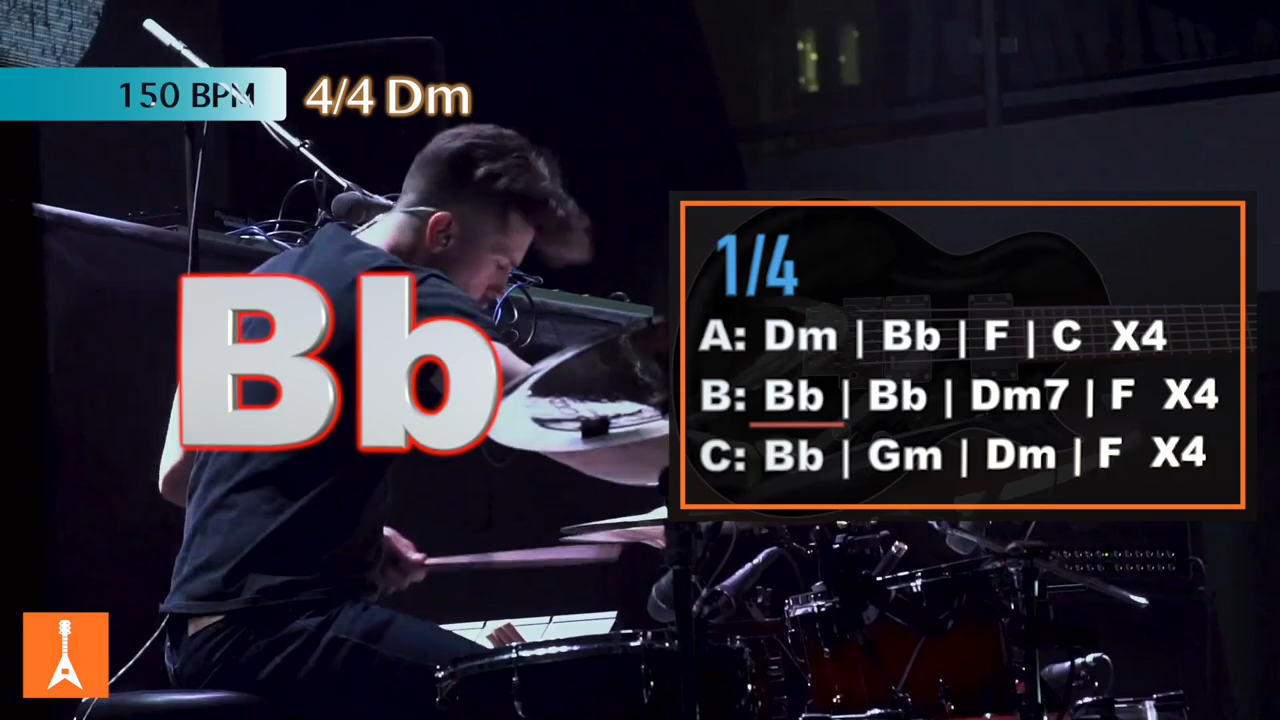 150 BPM
4/4 Dm
Bb
1/4
A: Dm | Bb | F | C X4
B: Bb | Bb | Dm7 | F X4
C: Bb | Gm | Dm | F X4